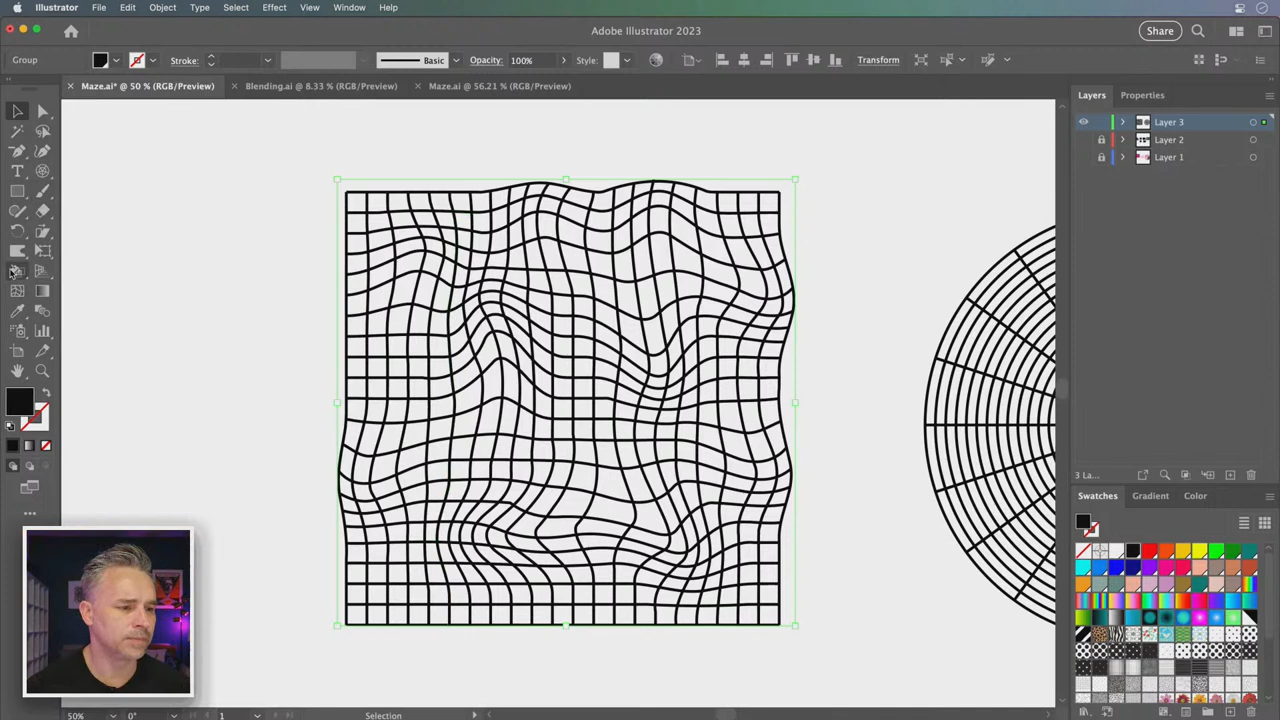 Illustrator File Edit Object Type Select Effect View Window Help
Adobe Illustrator 2023
Share
Group Stroke: Basic Opacity: 100% Style: Transform
Maze.ai* @ 50 % (RGB/Preview) Blending.ai @ 8.33 % (RGB/Preview) Maze.ai @ 56.21 % (RGB/Preview)
Layers Properties
Layer 3
Layer 2
Layer 1
3 La...
Swatches Gradient Color
50% 0° 1 Selection